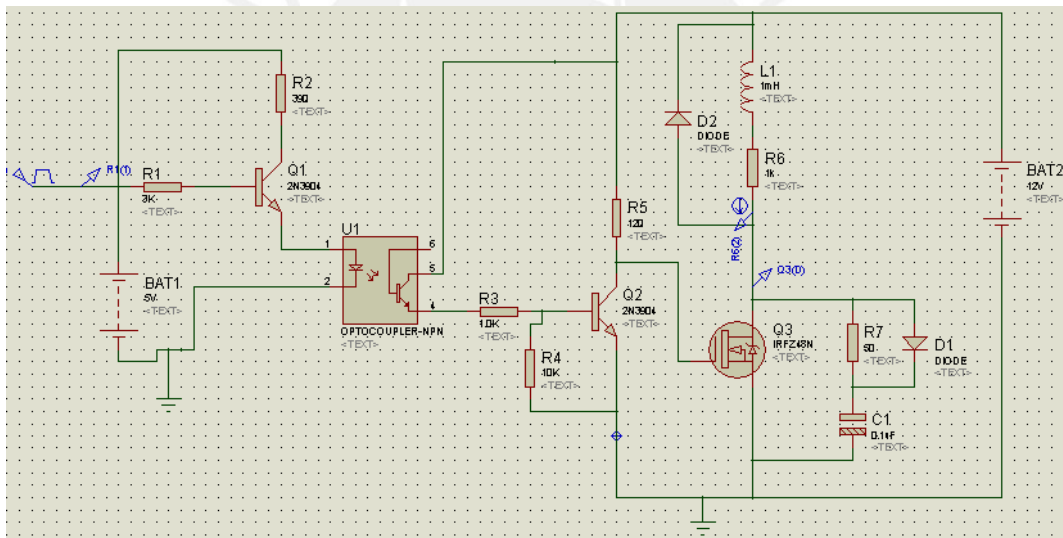 R2
390
<TEXT>
R1(1)
R1
3K
<TEXT>
Q1
2N3904
<TEXT>
BAT1
5V
<TEXT>
U1
1
2
6
5
4
OPTOCOUPLER-NPN
<TEXT>
R3
1.0K
<TEXT>
R4
10K
<TEXT>
R5
120
<TEXT>
Q2
2N3904
<TEXT>
D2
DIODE
<TEXT>
L1
1mH
<TEXT>
R6
1k
<TEXT>
R6(2)
Q3(D)
Q3
IRFZ48N
<TEXT>
R7
50
<TEXT>
D1
DIODE
<TEXT>
C1
<TEXT>
BAT2
12V
<TEXT>